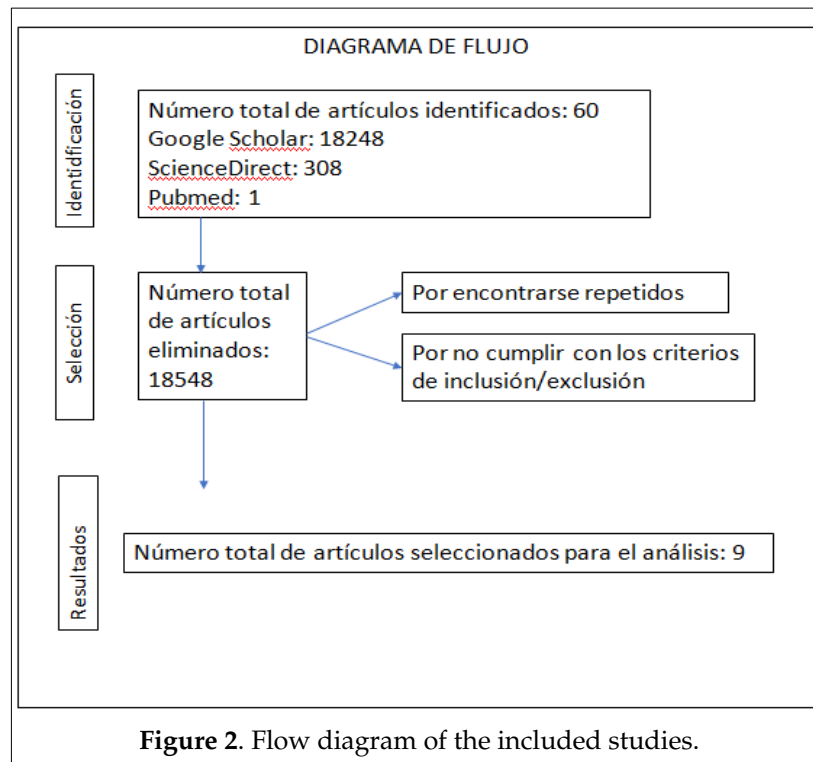 DIAGRAMA DE FLUJO
Identidficación
Número total de artículos identificados: 60
Google Scholar: 18248
ScienceDirect: 308
Pubmed: 1
Selección
Número total
de artículos
eliminados:
18548
Por encontrarse repetidos
Por no cumplir con los criterios
de inclusión/exclusión
Resultados
Número total de artículos seleccionados para el análisis: 9
Figure 2. Flow diagram of the included studies.